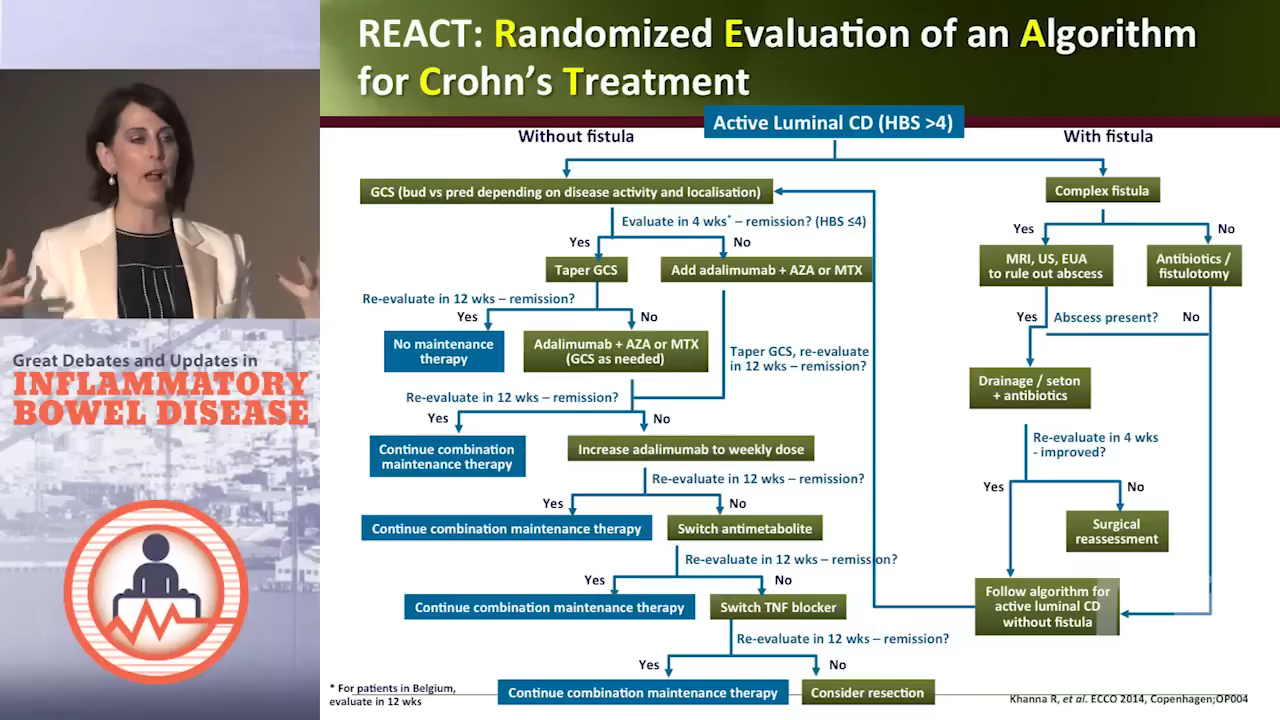 REACT: Randomized Evaluation of an Algorithm
for Crohn's Treatment
Active Luminal CD (HBS >4)
Without fistula
With fistula
GCS (bud vs pred depending on disease activity and localisation)
Evaluate in 4 wks* – remission? (HBS ≤4)
Yes
No
Taper GCS
Add adalimumab + AZA or MTX
Re-evaluate in 12 wks – remission?
Yes
No
No maintenance
therapy
Adalimumab + AZA or MTX
(GCS as needed)
Taper GCS, re-evaluate
in 12 wks – remission?
Re-evaluate in 12 wks – remission?
Yes
No
Continue combination
maintenance therapy
Increase adalimumab to weekly dose
Re-evaluate in 12 wks – remission?
Yes
No
Continue combination maintenance therapy
Switch antimetabolite
Re-evaluate in 12 wks – remission?
Yes
No
Continue combination maintenance therapy
Switch TNF blocker
Re-evaluate in 12 wks – remission?
Yes
No
Continue combination maintenance therapy
Consider resection
Complex fistula
Yes
No
MRI, US, EUA
to rule out abscess
Antibiotics /
fistulotomy
Yes
Abscess present?
No
Drainage / seton
+ antibiotics
Re-evaluate in 4 wks
- improved?
Yes
No
Surgical
reassessment
Follow algorithm for
active luminal CD
without fistula
* For patients in Belgium,
evaluate in 12 wks
Khanna R, et al. ECCO 2014, Copenhagen;OP004
Great Debates and Updates in
INFLAMMATORY
BOWEL DISEASE